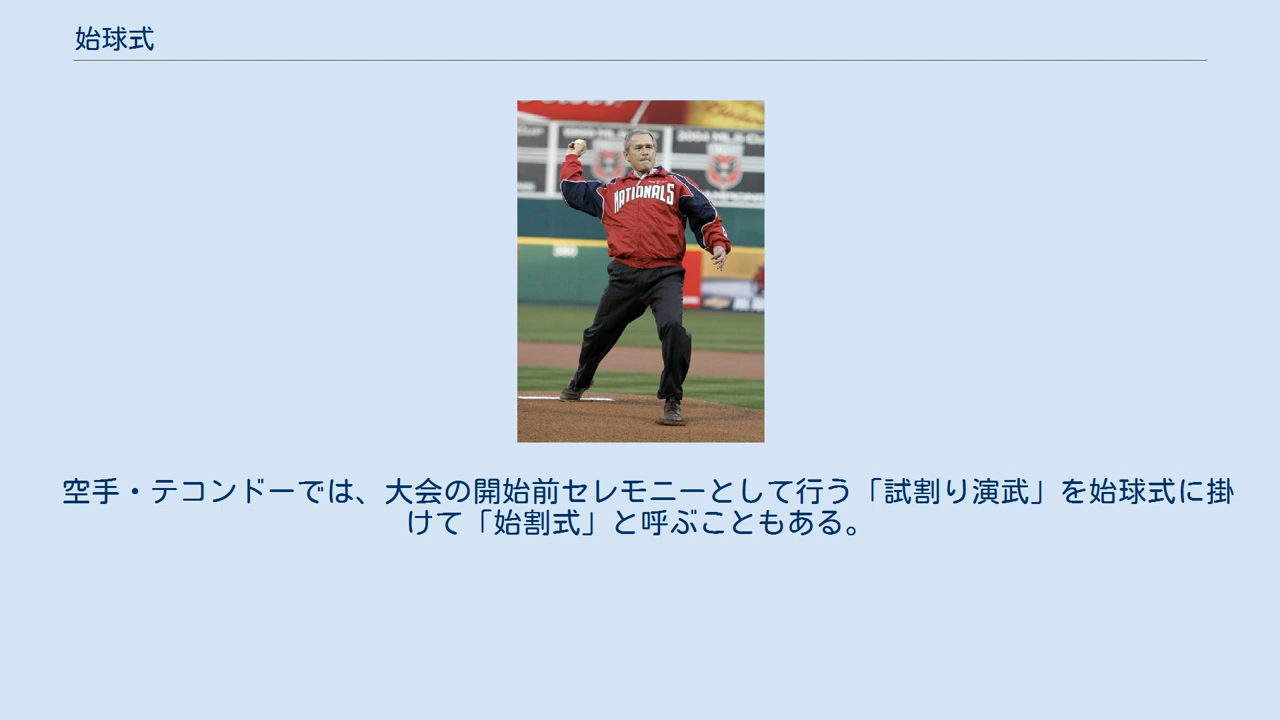 始球式
NATIONALS
380
空手・テコンドーでは、大会の開始前セレモニーとして行う「試割り演武」を始球式に掛
けて「始割式」と呼ぶこともある。